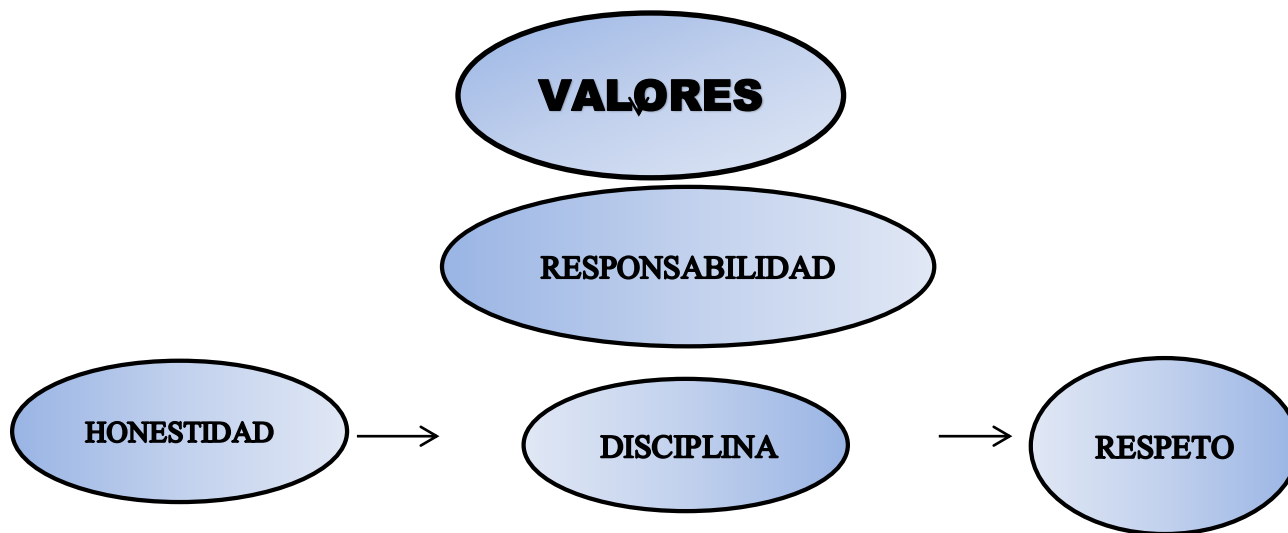 VALORES
RESPONSABILIDAD
HONESTIDAD
DISCIPLINA
RESPETO